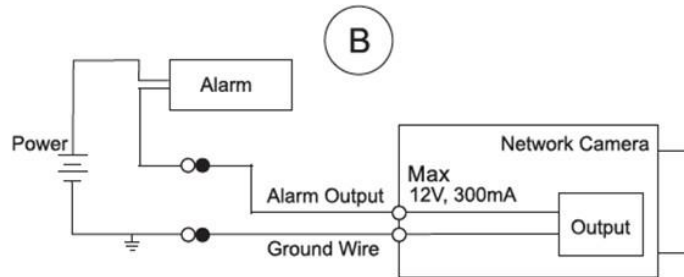 B
Alarm
Power
Network Camera
Max
12V, 300mA
Alarm Output
Output
Ground Wire